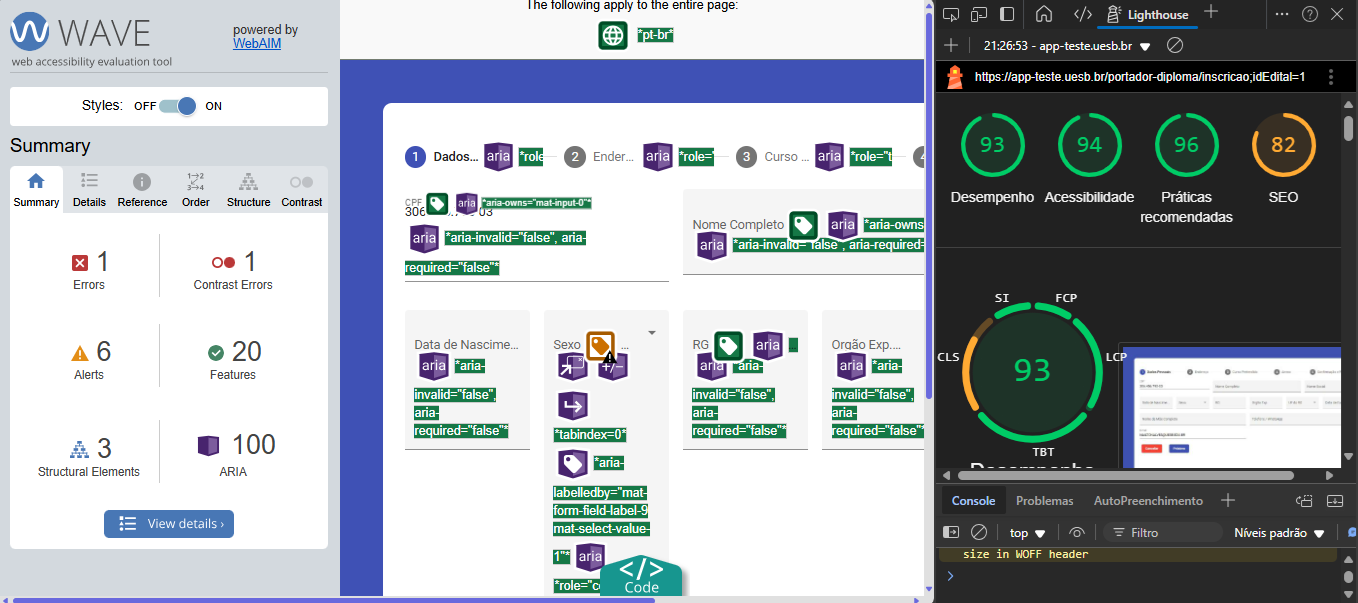 WAVE
web accessibility evaluation tool
powered by
WebAIM
Styles: OFF ON
Summary
Summary Details Reference Order Structure Contrast
1
Errors
1
Contrast Errors
6
Alerts
20
Features
3
Structural Elements
100
ARIA
View details ›
The following apply to the entire page:
*pt-br*
1 Dados... aria *role 2 Ender... aria *role=" 3 Curso ... aria *role="t 4
CPF aria *aria-owns="mat-input-0"*
aria *aria-invalid="false", aria-
required="false"*
Nome Completo aria *aria-owns
aria *aria-invalid="false", aria-required=
Data de Nascime...
aria *aria-
invalid="false",
aria-
required="false"*
Sexo ...
*tabindex=0*
*aria-
labelledby="mat-
form-field-label-9
mat-select-value-
1"* aria
*role="c
RG aria
aria *aria-
invalid="false",
aria-
required="false"*
Orgão Exp....
aria *aria-
invalid="false",
aria-
required="false"*
</> 
Code
Lighthouse
21:26:53 - app-teste.uesb.br
https://app-teste.uesb.br/portador-diploma/inscricao;idEdital=1
93
Desempenho
94
Acessibilidade
96
Práticas
recomendadas
82
SEO
SI FCP
CLS LCP
93
TBT
Desempenho
Console Problemas AutoPreenchimento
top Filtro Níveis padrão
size in WOFF header